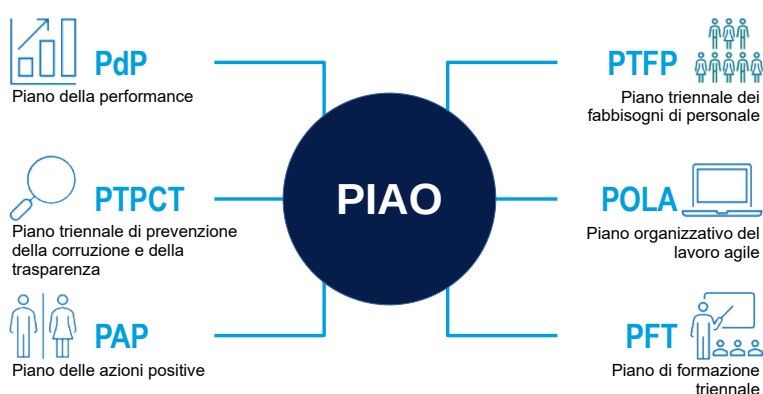 PdP
Piano della performance
PTPCT
Piano triennale di prevenzione
della corruzione e della
trasparenza
PAP
Piano delle azioni positive
PIAO
PTFP
Piano triennale dei
fabbisogni di personale
POLA
Piano organizzativo del
lavoro agile
PFT
Piano di formazione
triennale